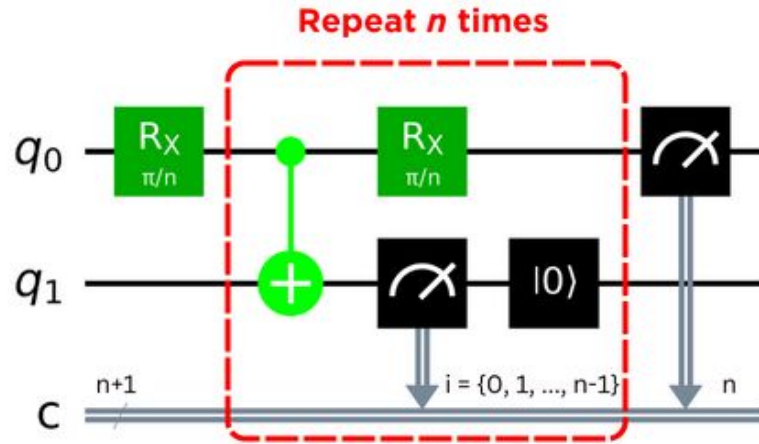 Repeat n times
q0
RX
π/n
RX
π/n
q1
|0⟩
n+1
i = {0, 1, ..., n-1}
n
c